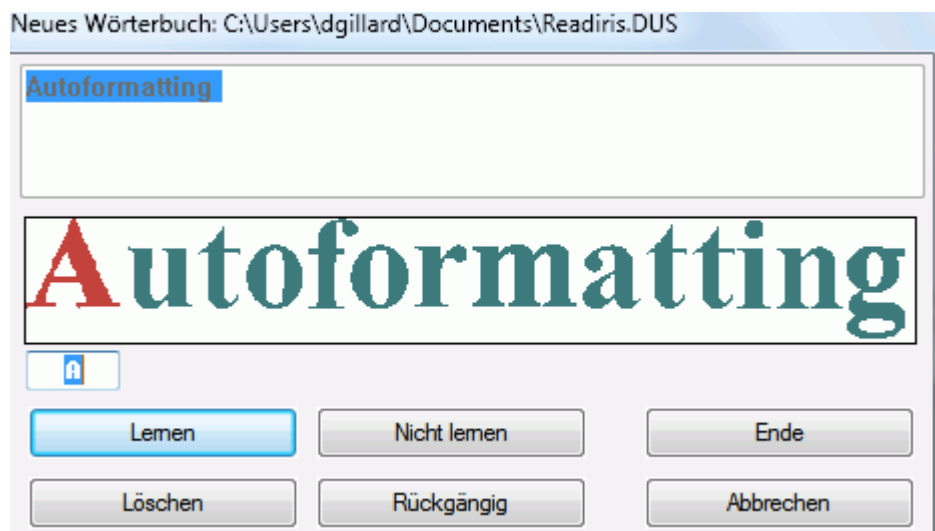 Neues Wörterbuch: C:\Users\dgillard\Documents\Readiris.DUS
Autoformatting
Autoformatting
A
Lernen Nicht lernen Ende
Löschen Rückgängig Abbrechen